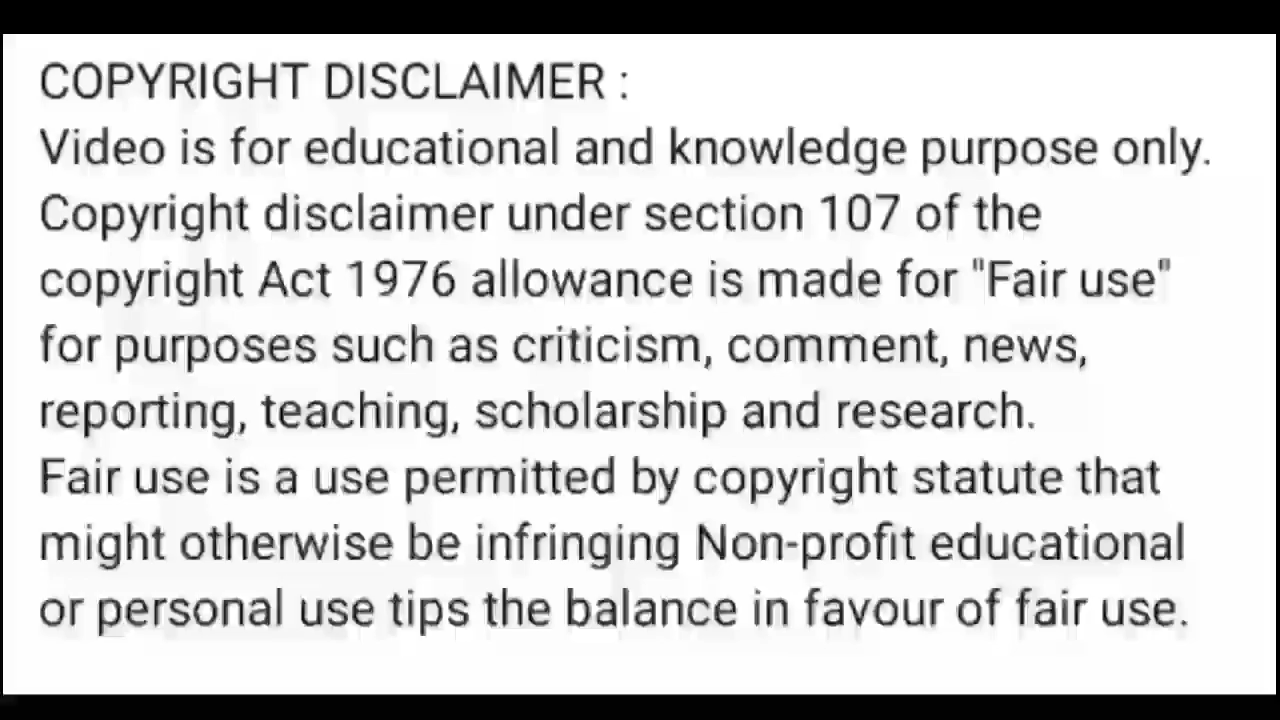 COPYRIGHT DISCLAIMER :
Video is for educational and knowledge purpose only.
Copyright disclaimer under section 107 of the
copyright Act 1976 allowance is made for "Fair use"
for purposes such as criticism, comment, news,
reporting, teaching, scholarship and research.
Fair use is a use permitted by copyright statute that
might otherwise be infringing Non-profit educational
or personal use tips the balance in favour of fair use.